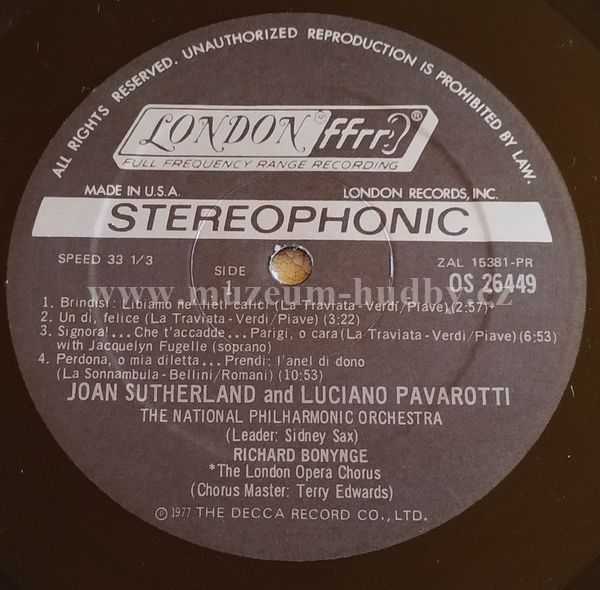 ALL RIGHTS RESERVED. UNAUTHORIZED REPRODUCTION IS PROHIBITED BY LAW.
LONDON ffrr ®
FULL FREQUENCY RANGE RECORDING
MADE IN U.S.A. LONDON RECORDS, INC.
STEREOPHONIC
SPEED 33 1/3 SIDE 1 ZAL 15381-PR
OS 26449
www.muzeum-hudby.cz
1. Brindisi: Libiamo ne' lieti calici (La Traviata-Verdi/Piave) (2:57)*
2. Un di, felice (La Traviata-Verdi/Piave) (3:22)
3. Signora!...Che t'accadde...Parigi, o cara (La Traviata-Verdi/Piave) (6:53)
with Jacquelyn Fugelle (soprano)
4. Perdona, o mia diletta...Prendi: l'anel di dono
(La Sonnambula-Bellini/Romani) (10:53)
JOAN SUTHERLAND and LUCIANO PAVAROTTI
THE NATIONAL PHILHARMONIC ORCHESTRA
(Leader: Sidney Sax)
RICHARD BONYNGE
*The London Opera Chorus
(Chorus Master: Terry Edwards)
℗ 1977 THE DECCA RECORD CO., LTD.